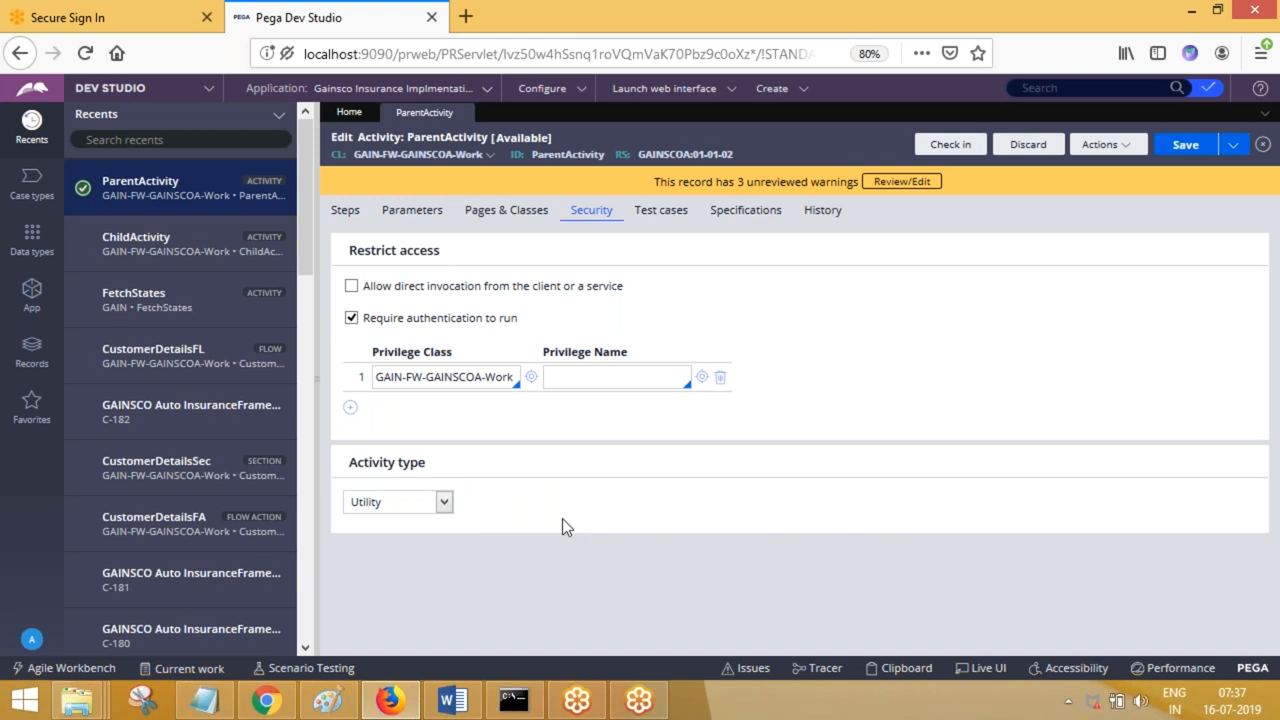 Secure Sign In
PEGA Pega Dev Studio
localhost:9090/prweb/PRServlet/Ivz50w4hSsnq1roVQmVaK70Pbz9c0oXz*/!STANDA
80%
DEV STUDIO
Application: Gainsco Insurance Implmentati...
Configure
Launch web interface
Create
Search
Recents
Case types
Data types
App
Records
Favorites
A
Recents
Search recents
ParentActivity ACTIVITY
GAIN-FW-GAINSCOA-Work • ParentA...
ChildActivity ACTIVITY
GAIN-FW-GAINSCOA-Work • ChildAc...
FetchStates ACTIVITY
GAIN • FetchStates
CustomerDetailsFL FLOW
GAIN-FW-GAINSCOA-Work • Custom...
GAINSCO Auto InsuranceFrame...
C-182
CustomerDetailsSec SECTION
GAIN-FW-GAINSCOA-Work • Custom...
CustomerDetailsFA FLOW ACTION
GAIN-FW-GAINSCOA-Work • Custom...
GAINSCO Auto InsuranceFrame...
C-181
GAINSCO Auto InsuranceFrame...
C-180
Home ParentActivity
Edit Activity: ParentActivity [Available]
CL: GAIN-FW-GAINSCOA-Work ID: ParentActivity RS: GAINSCOA:01-01-02
Check in Discard Actions Save
This record has 3 unreviewed warnings Review/Edit
Steps Parameters Pages & Classes Security Test cases Specifications History
Restrict access
Allow direct invocation from the client or a service
Require authentication to run
Privilege Class Privilege Name
1 GAIN-FW-GAINSCOA-Work
Activity type
Utility
Agile Workbench Current work Scenario Testing Issues Tracer Clipboard Live UI Accessibility Performance PEGA
ENG 07:37
IN 16-07-2019